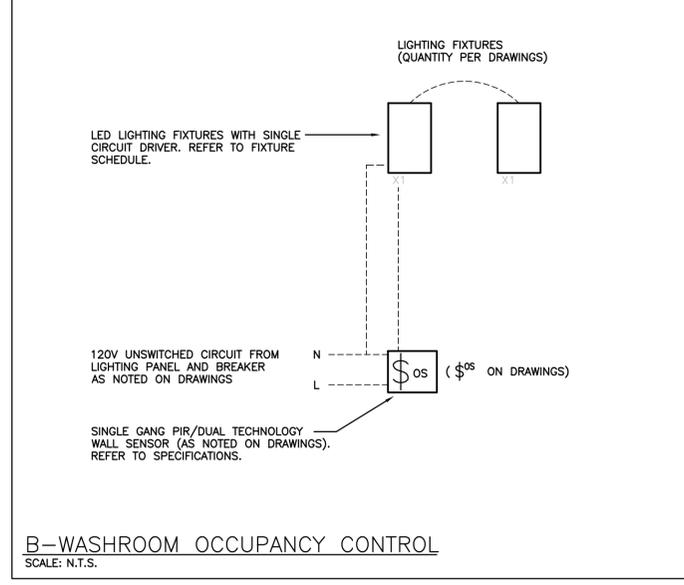 LIGHTING FIXTURES
(QUANTITY PER DRAWINGS)
LED LIGHTING FIXTURES WITH SINGLE
CIRCUIT DRIVER. REFER TO FIXTURE
SCHEDULE.
X1 X1
120V UNSWITCHED CIRCUIT FROM
LIGHTING PANEL AND BREAKER
AS NOTED ON DRAWINGS
N
L
$ OS ( $OS ON DRAWINGS)
SINGLE GANG PIR/DUAL TECHNOLOGY
WALL SENSOR (AS NOTED ON DRAWINGS).
REFER TO SPECIFICATIONS.
B-WASHROOM OCCUPANCY CONTROL
SCALE: N.T.S.